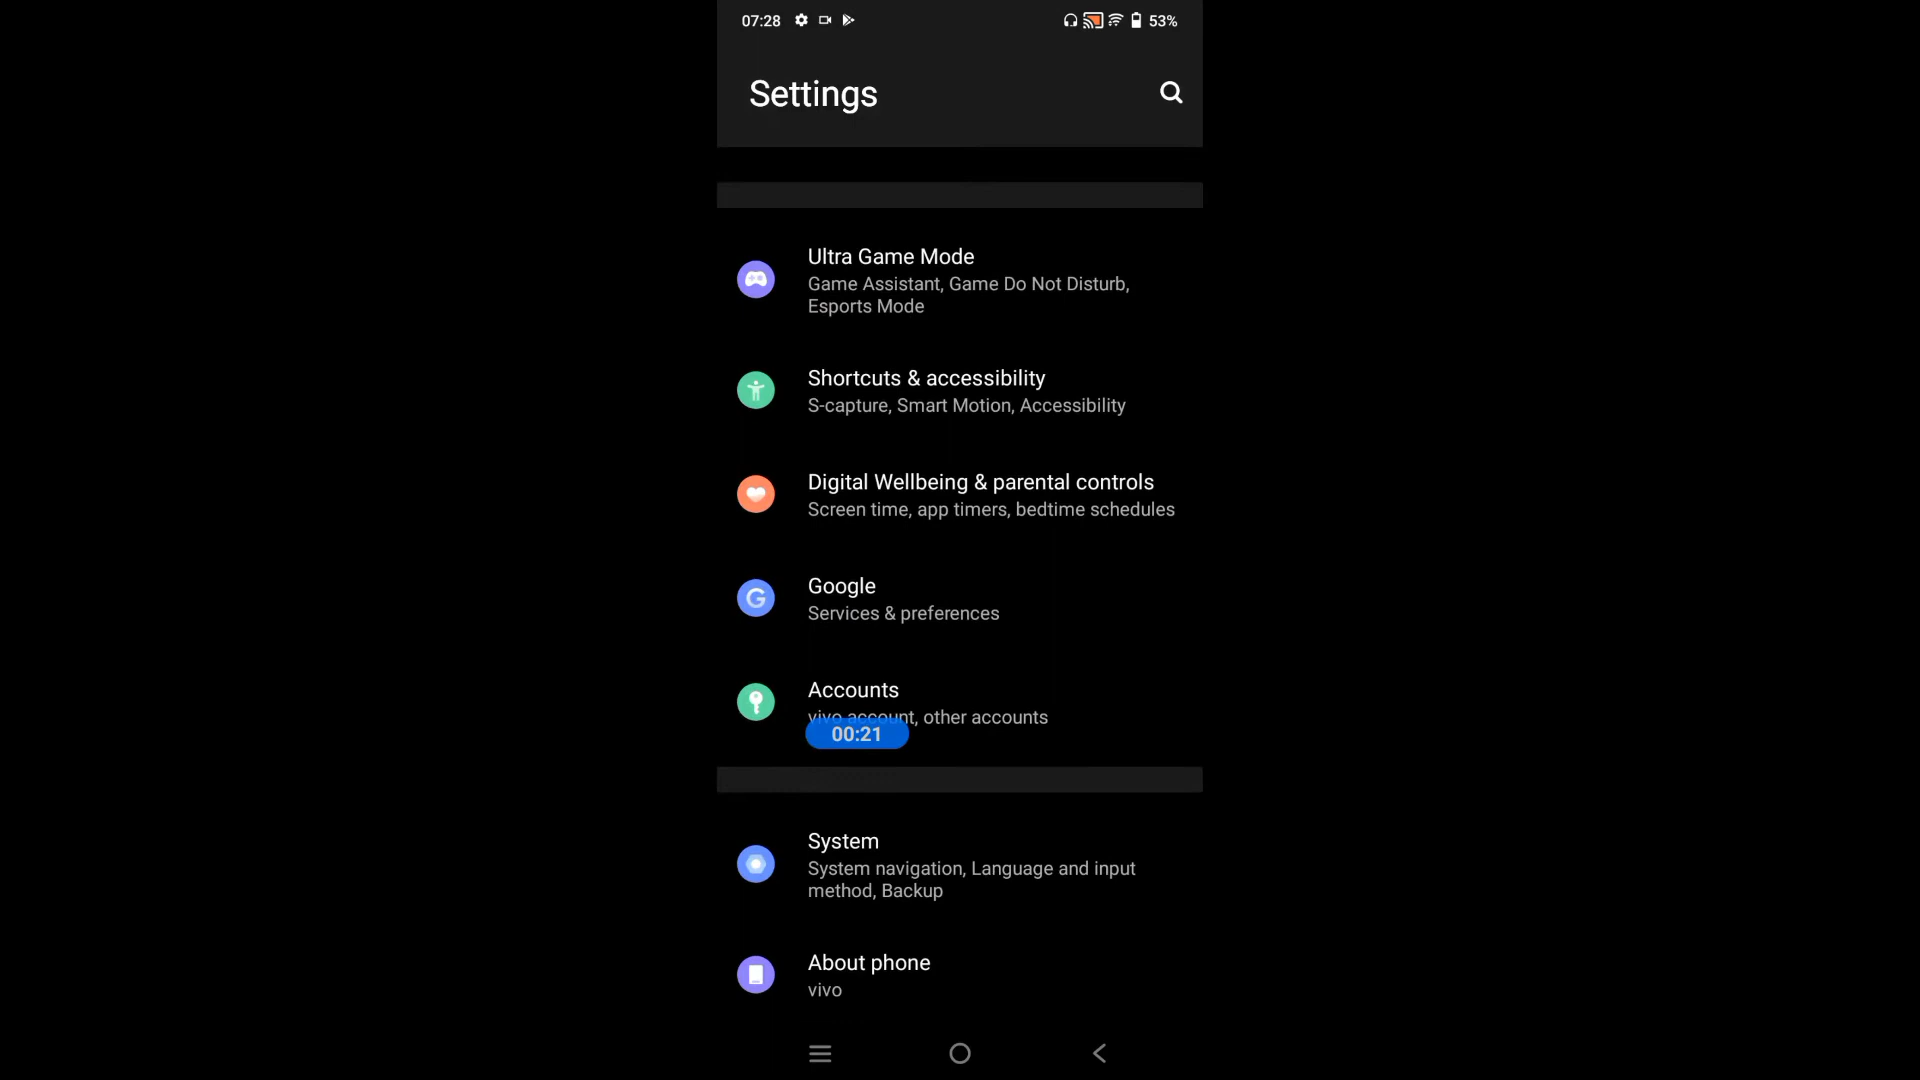 07:28
53%
Settings
Ultra Game Mode
Game Assistant, Game Do Not Disturb,
Esports Mode
Shortcuts & accessibility
S-capture, Smart Motion, Accessibility
Digital Wellbeing & parental controls
Screen time, app timers, bedtime schedules
Google
Services & preferences
Accounts
vivo account, other accounts
00:21
System
System navigation, Language and input
method, Backup
About phone
vivo